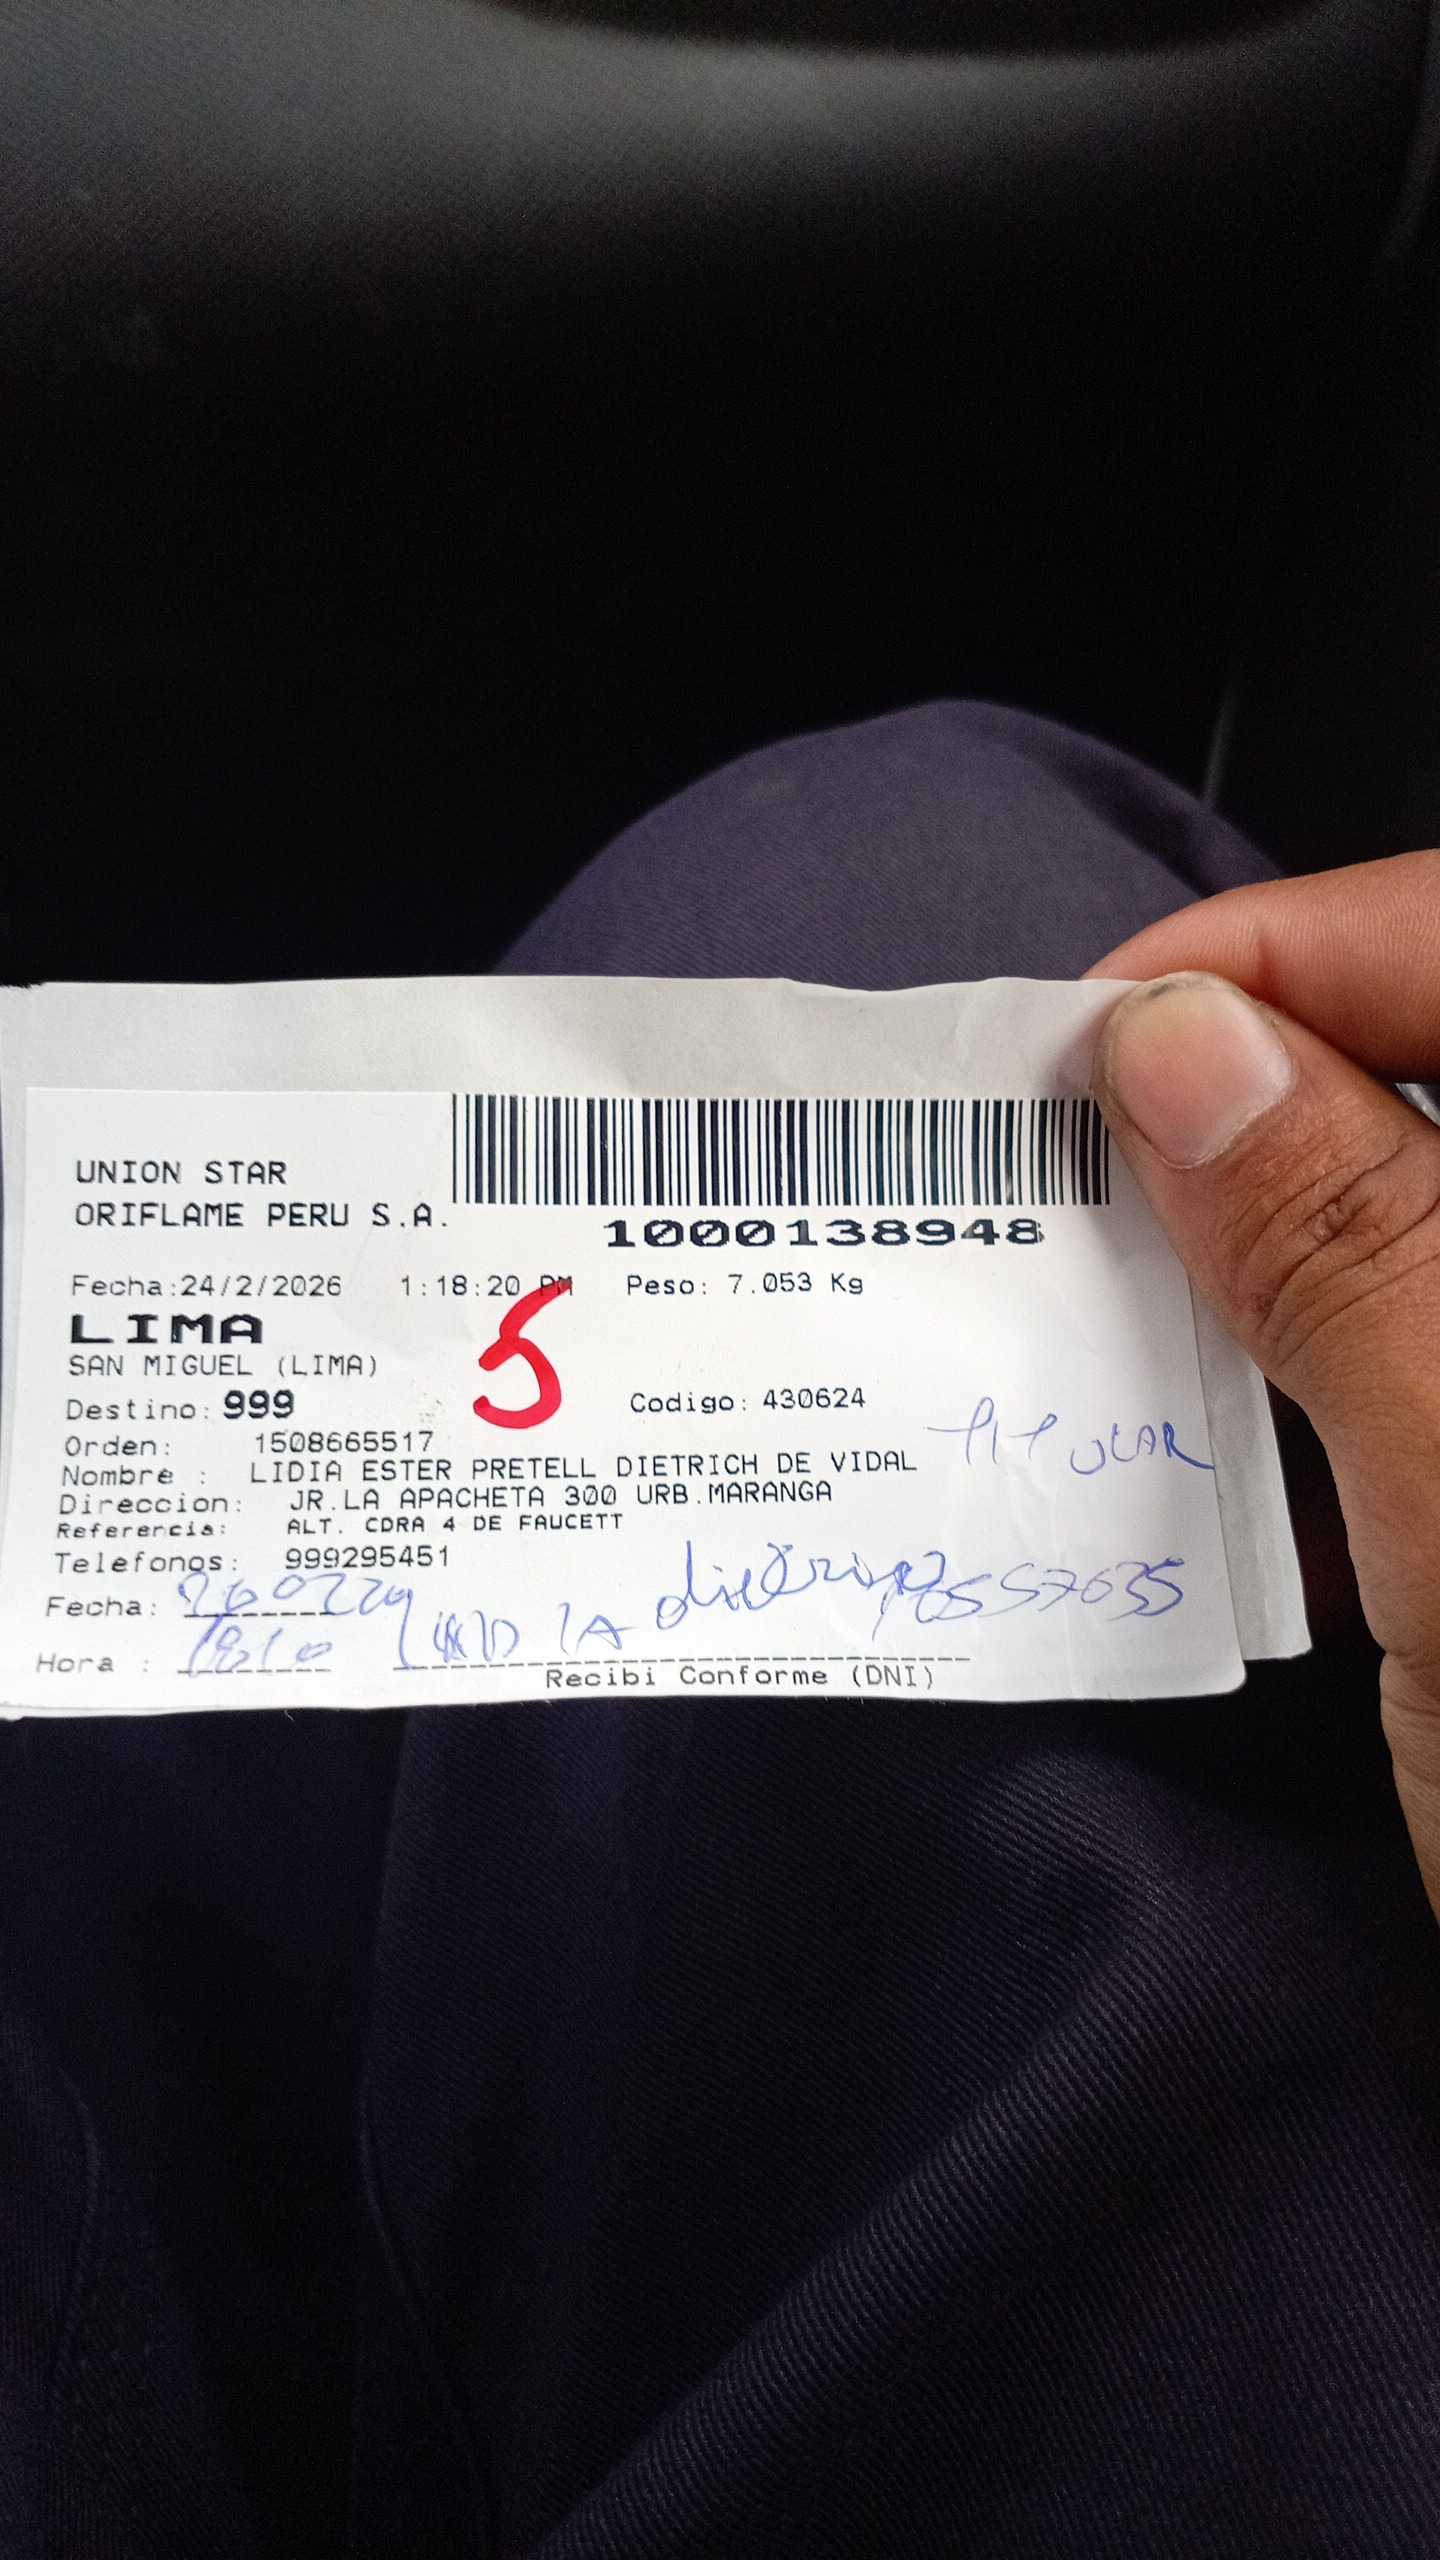 UNION STAR
ORIFLAME PERU S.A.
1000138948
Fecha:24/2/2026 1:18:20 PM Peso: 7.053 Kg
LIMA
5
SAN MIGUEL (LIMA)
Destino: 999 Codigo: 430624
Orden: 1508665517
Nombre : LIDIA ESTER PRETELL DIETRICH DE VIDAL
TITULAR
Direccion: JR.LA APACHETA 300 URB.MARANGA
Referencia: ALT. CDRA 4 DE FAUCETT
Telefonos: 999295451
Fecha:
Hora :
Recibi Conforme (DNI)